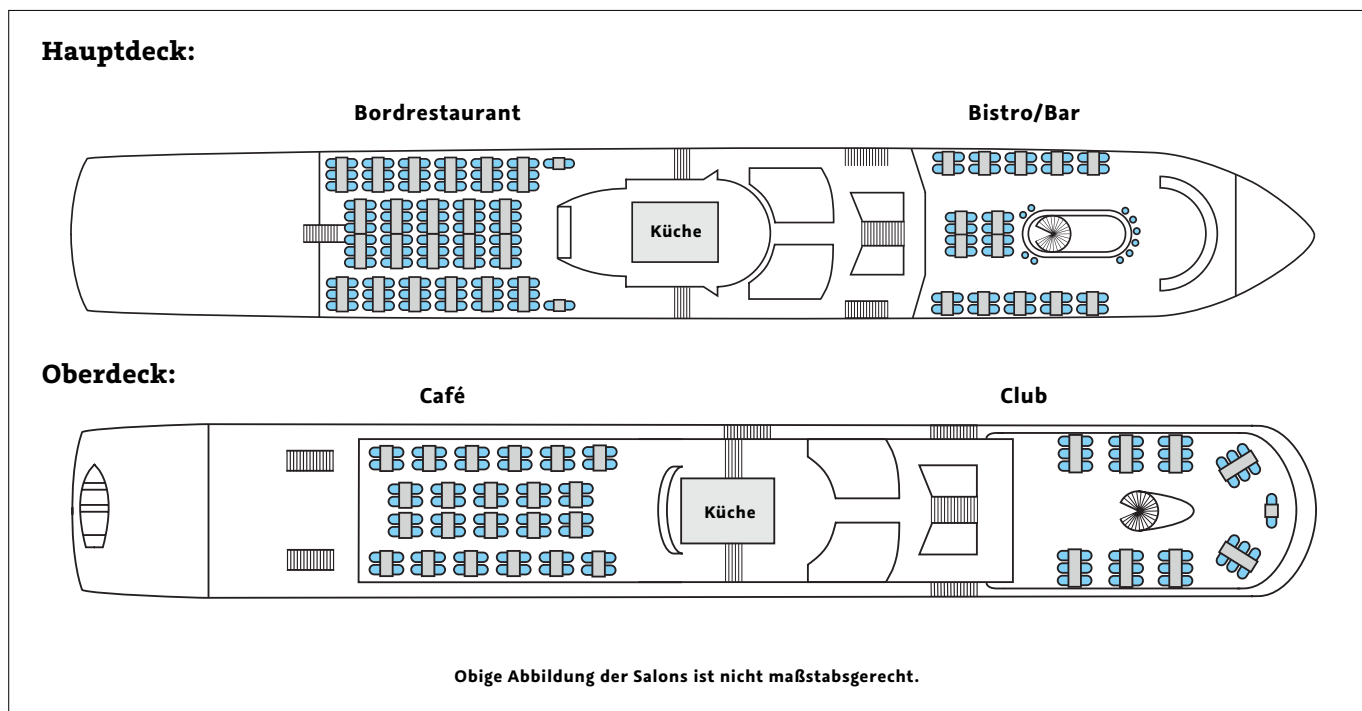 Hauptdeck:
Bordrestaurant
Bistro/Bar
Küche
Oberdeck:
Café
Club
Küche
Obige Abbildung der Salons ist nicht maßstabsgerecht.